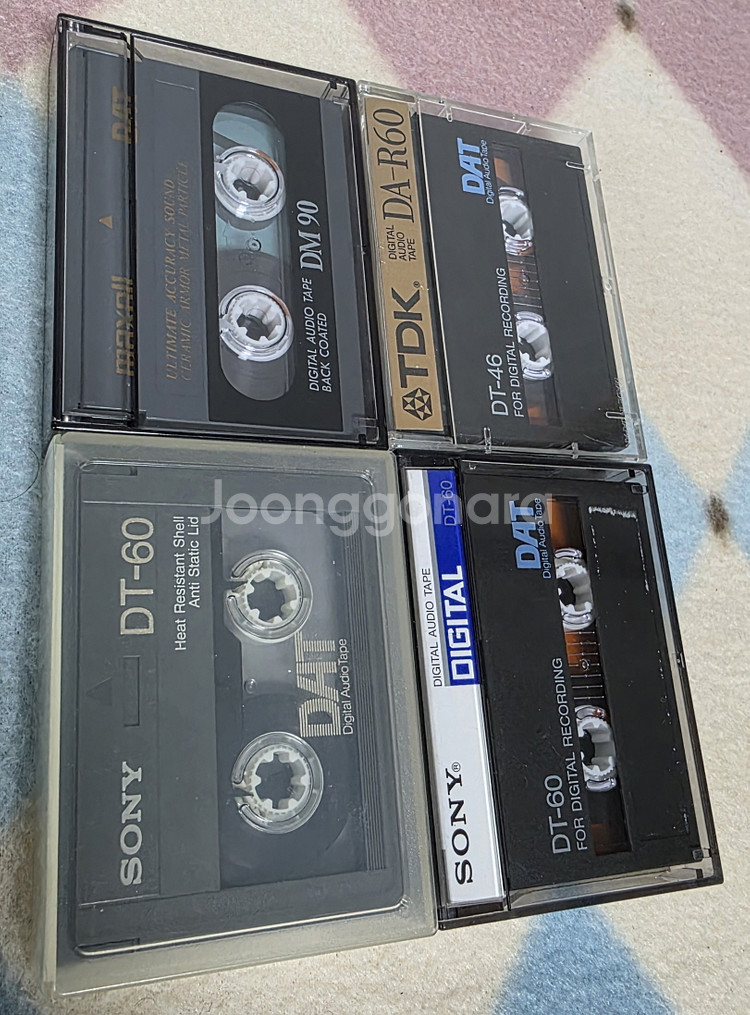 maxell
DAT
ULTIMATE ACCURACY SOUND
CERAMIC ARMOR METAL PARTICLE
DIGITAL AUDIO TAPE DM 90
BACK COATED
TDK®
DIGITAL
AUDIO
TAPE
DA-R60
DAT
Digital Audio Tape
DT-46
FOR DIGITAL RECORDING
SONY
DT-60
Heat Resistant Shell
Anti Static Lid
DAT
Digital Audio Tape
SONY®
DIGITAL AUDIO TAPE
DIGITAL
DT-60
DAT
Digital Audio Tape
DT-60
FOR DIGITAL RECORDING
Joonggonara